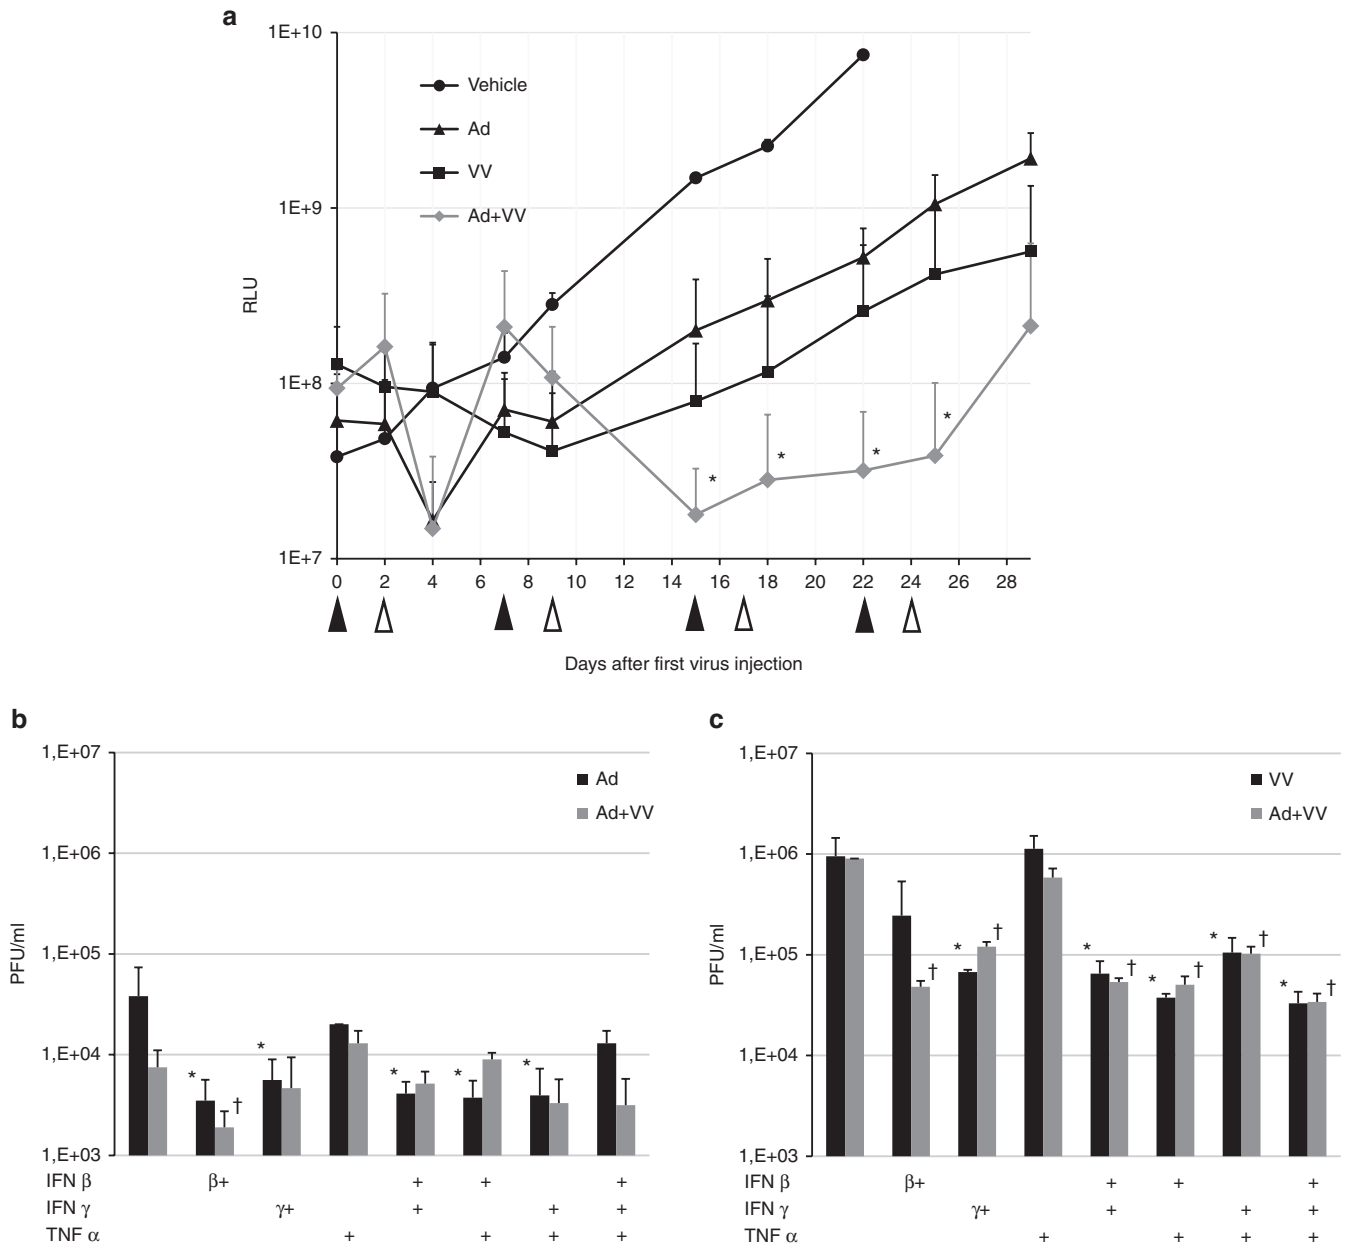 a
1E+10
1E+9
1E+8
1E+7
RLU
Vehicle
Ad
VV
Ad+VV
* * * *
0 2 4 6 8 10 12 14 16 18 20 22 24 26 28
Days after first virus injection
b
1,E+07
1,E+06
1,E+05
1,E+04
1,E+03
PFU/ml
Ad
Ad+VV
* † * * * *
IFN β β+ + + +
IFN γ γ+ + + +
TNF α + + + +
c
1,E+07
1,E+06
1,E+05
1,E+04
1,E+03
PFU/ml
VV
Ad+VV
† * † * † * † * † * †
IFN β β+ + + +
IFN γ γ+ + + +
TNF α + + + +